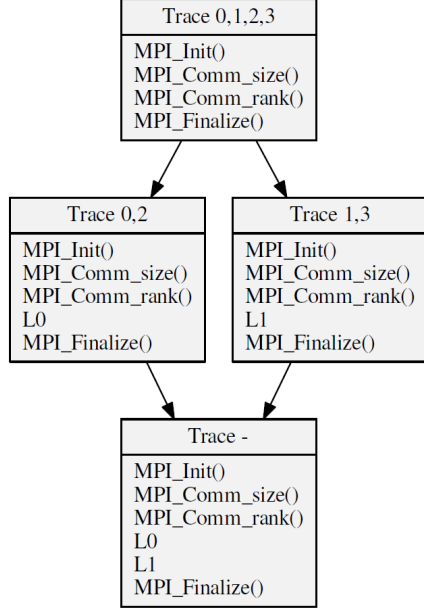 Trace 0,1,2,3
MPI_Init()
MPI_Comm_size()
MPI_Comm_rank()
MPI_Finalize()
Trace 0,2
MPI_Init()
MPI_Comm_size()
MPI_Comm_rank()
L0
MPI_Finalize()
Trace 1,3
MPI_Init()
MPI_Comm_size()
MPI_Comm_rank()
L1
MPI_Finalize()
Trace -
MPI_Init()
MPI_Comm_size()
MPI_Comm_rank()
L0
L1
MPI_Finalize()